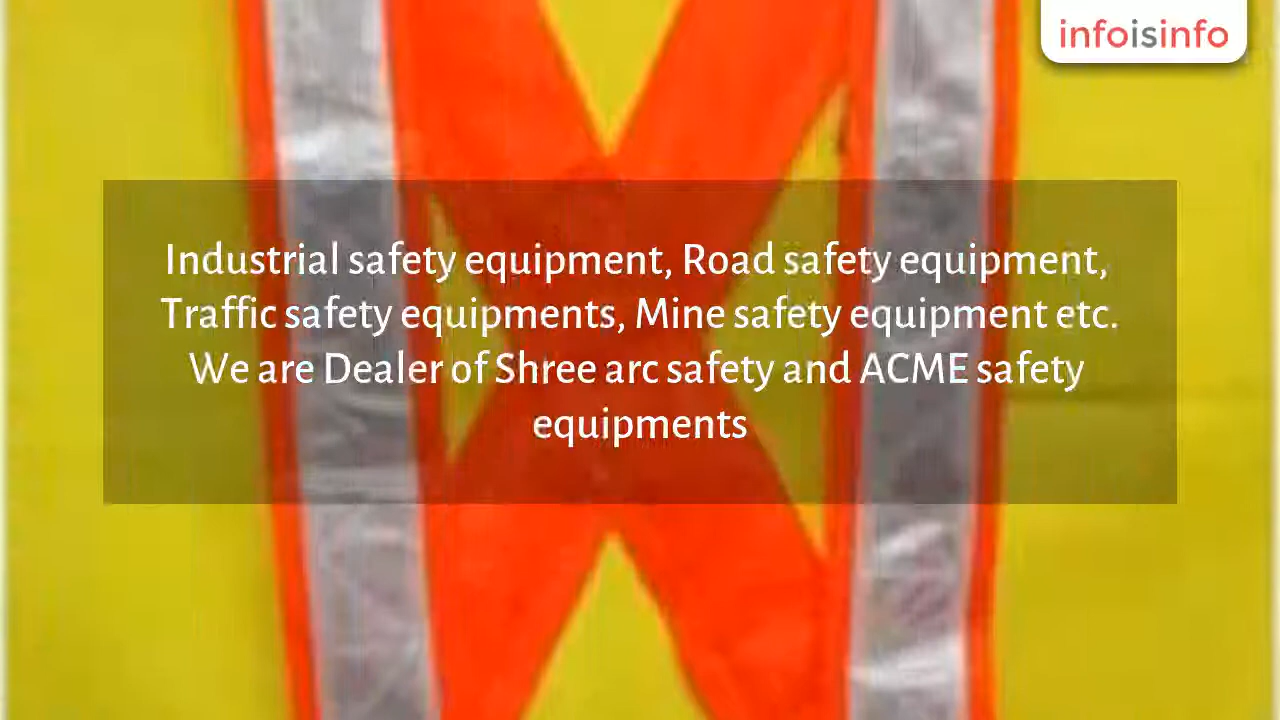 infoisinfo
Industrial safety equipment, Road safety equipment,
Traffic safety equipments, Mine safety equipment etc.
We are Dealer of Shree arc safety and ACME safety
equipments